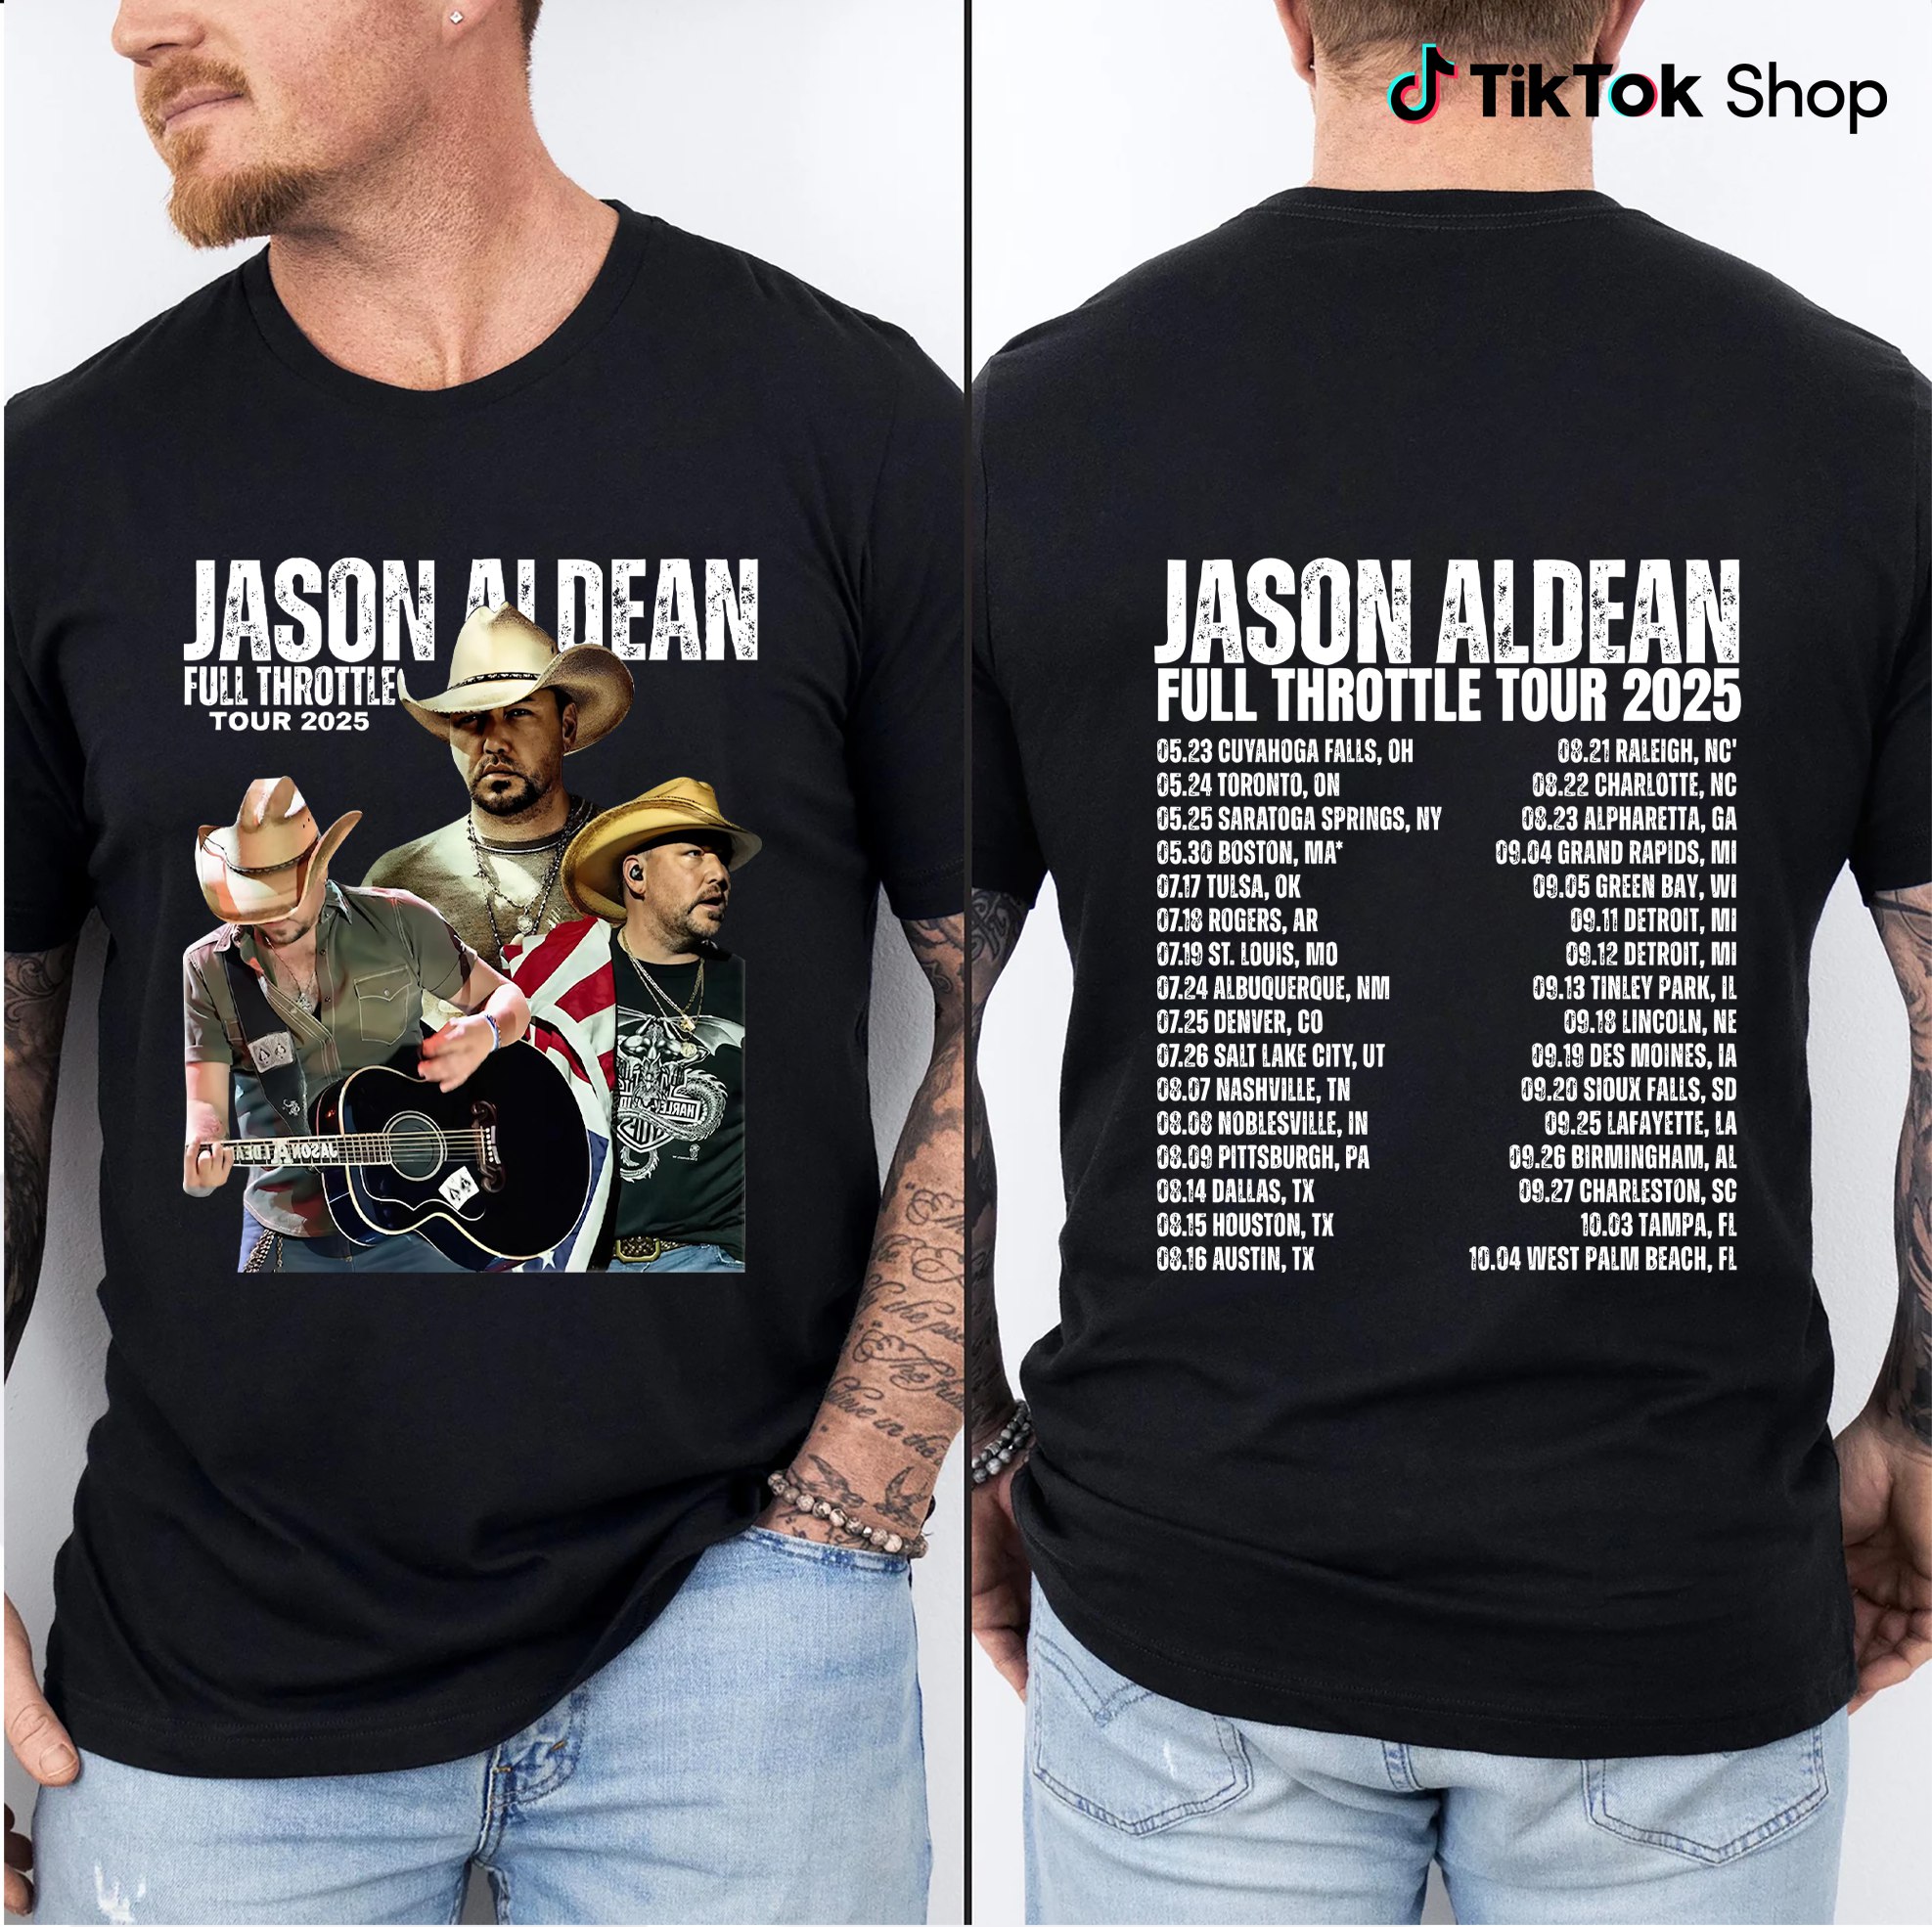 TikTok Shop
JASON ALDEAN
FULL THROTTLE
TOUR 2025
JASON ALDEAN
HARLEY
JASON ALDEAN
FULL THROTTLE TOUR 2025
05.23 CUYAHOGA FALLS, OH
05.24 TORONTO, ON
05.25 SARATOGA SPRINGS, NY
05.30 BOSTON, MA*
07.17 TULSA, OK
07.18 ROGERS, AR
07.19 ST. LOUIS, MO
07.24 ALBUQUERQUE, NM
07.25 DENVER, CO
07.26 SALT LAKE CITY, UT
08.07 NASHVILLE, TN
08.08 NOBLESVILLE, IN
08.09 PITTSBURGH, PA
08.14 DALLAS, TX
08.15 HOUSTON, TX
08.16 AUSTIN, TX
08.21 RALEIGH, NC'
08.22 CHARLOTTE, NC
08.23 ALPHARETTA, GA
09.04 GRAND RAPIDS, MI
09.05 GREEN BAY, WI
09.11 DETROIT, MI
09.12 DETROIT, MI
09.13 TINLEY PARK, IL
09.18 LINCOLN, NE
09.19 DES MOINES, IA
09.20 SIOUX FALLS, SD
09.25 LAFAYETTE, LA
09.26 BIRMINGHAM, AL
09.27 CHARLESTON, SC
10.03 TAMPA, FL
10.04 WEST PALM BEACH, FL